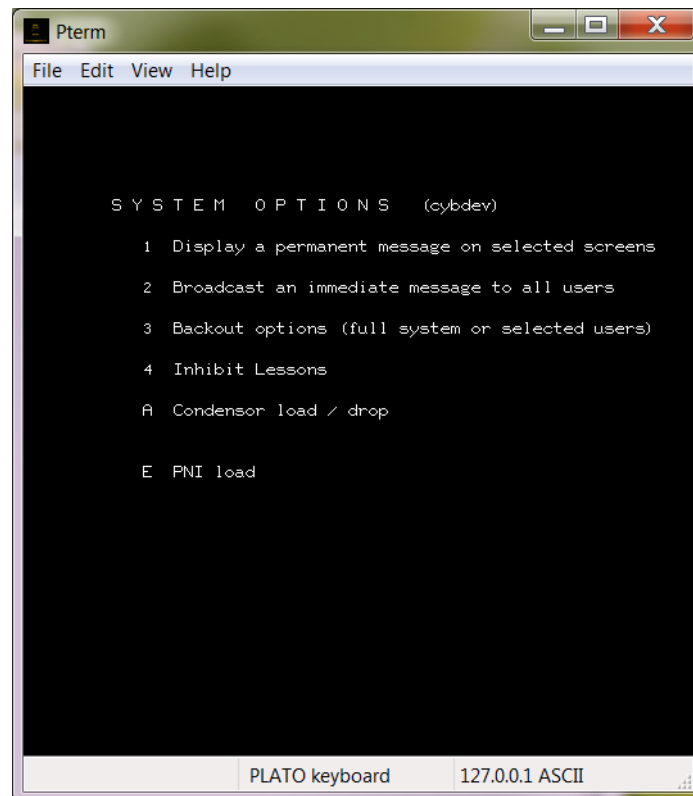 Pterm
File Edit View Help
S Y S T E M   O P T I O N S   (cybdev)
1 Display a permanent message on selected screens
2 Broadcast an immediate message to all users
3 Backout options (full system or selected users)
4 Inhibit Lessons
A Condensor load / drop
E PNI load
PLATO keyboard 127.0.0.1 ASCII